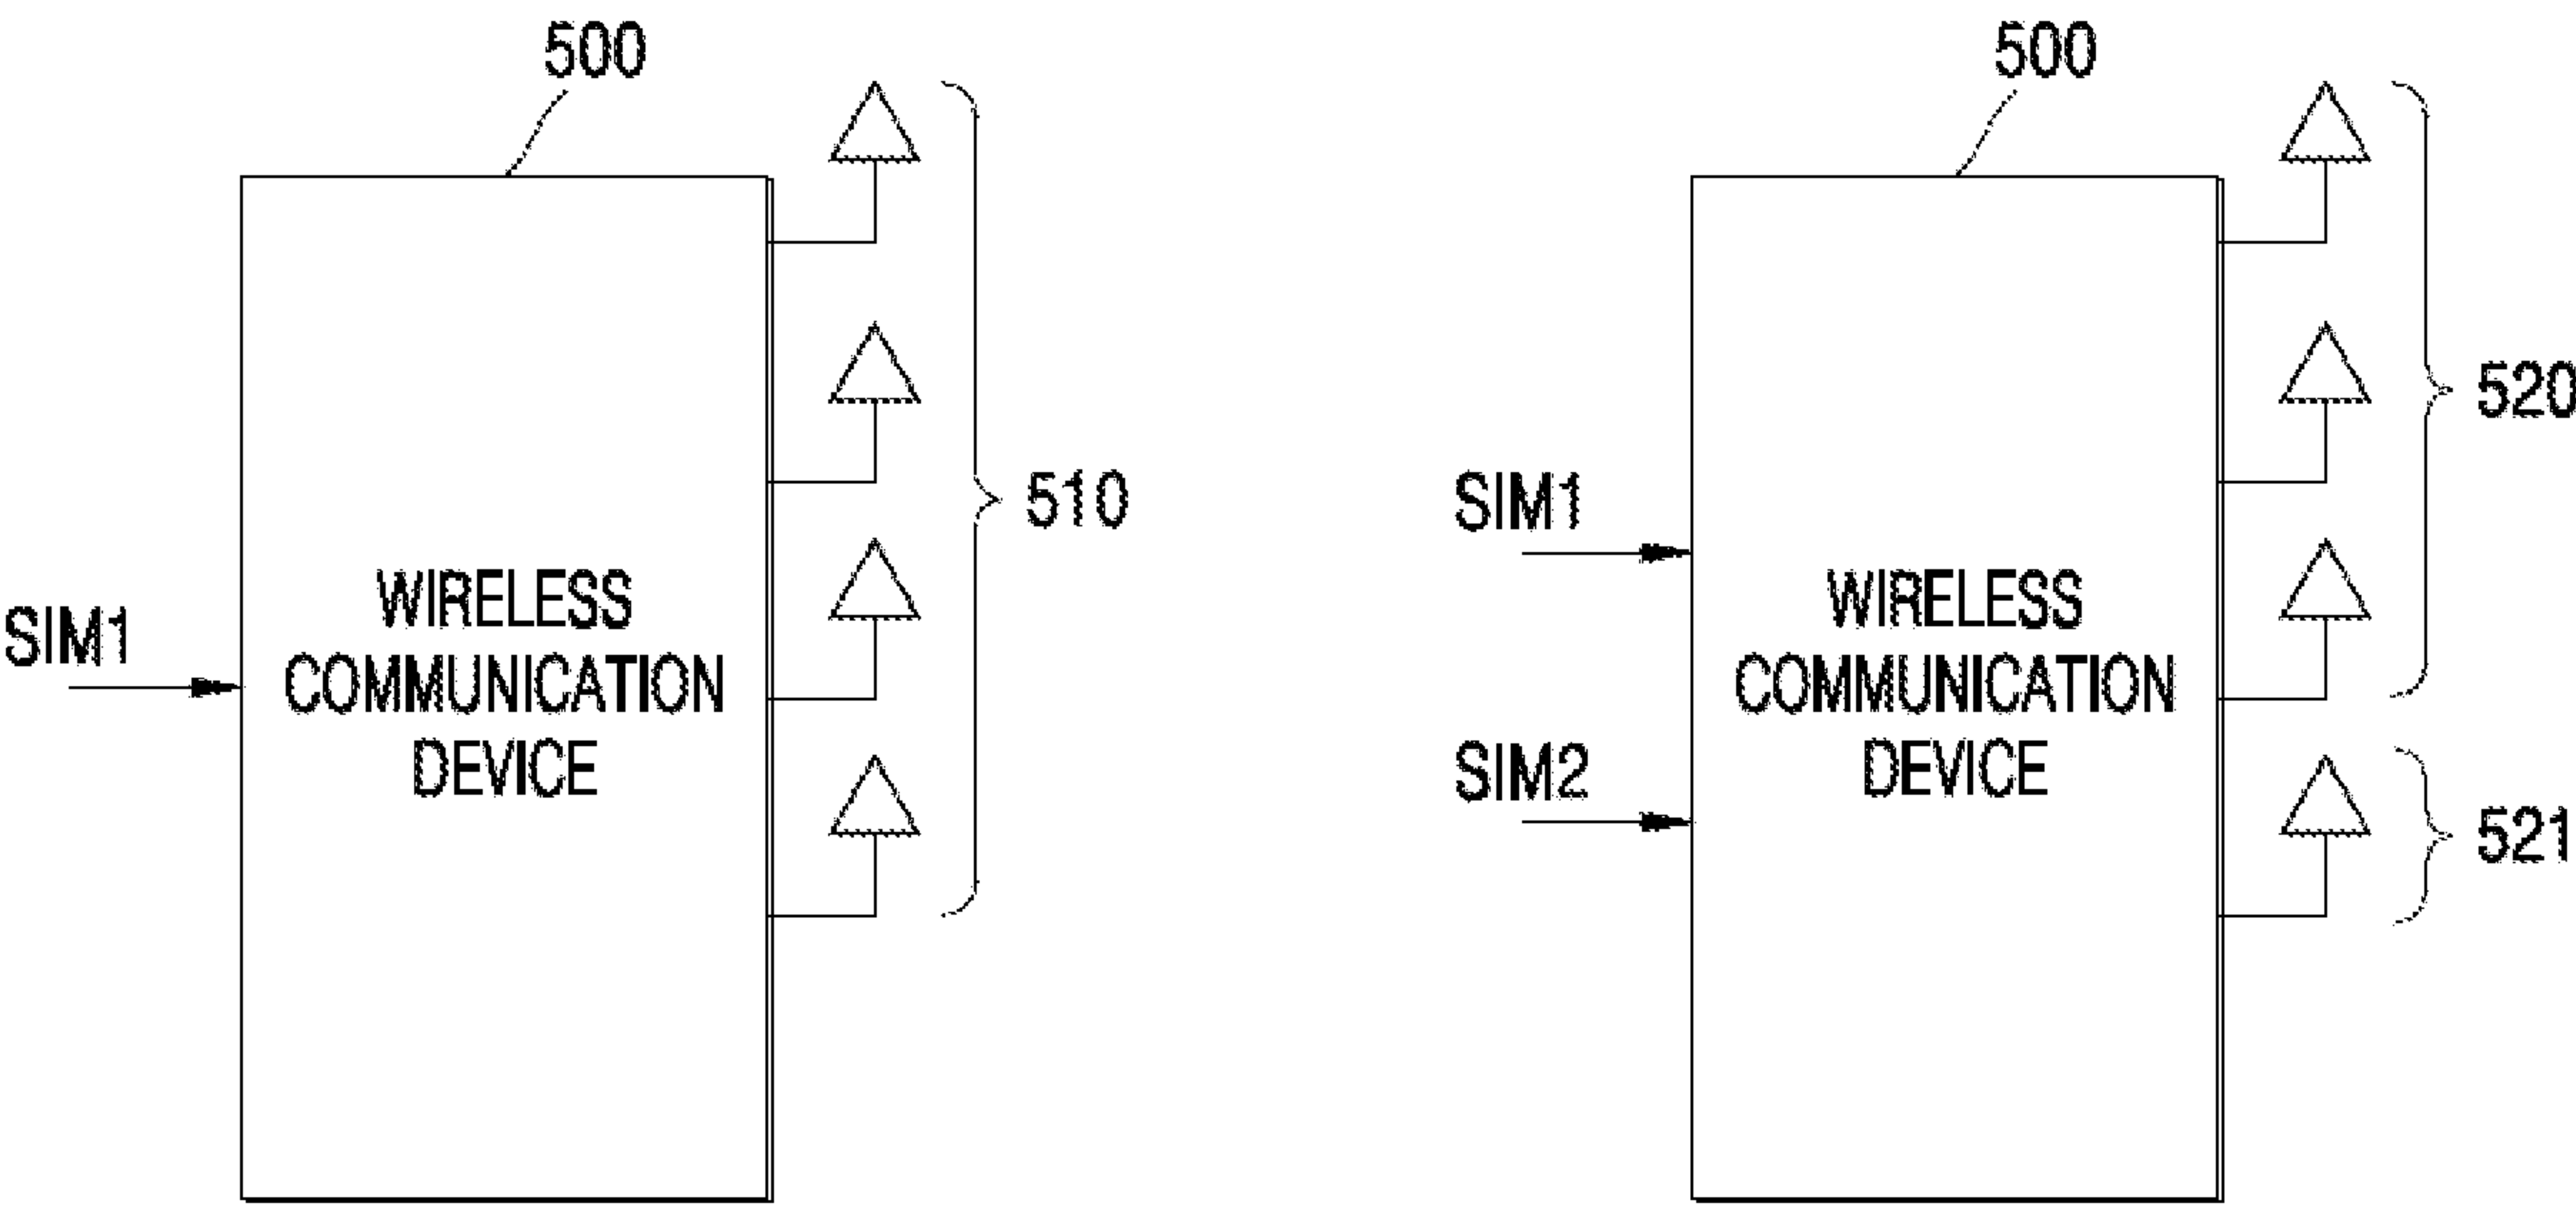 500
SIM1
WIRELESS
COMMUNICATION
DEVICE
510
500
SIM1
SIM2
WIRELESS
COMMUNICATION
DEVICE
520
521